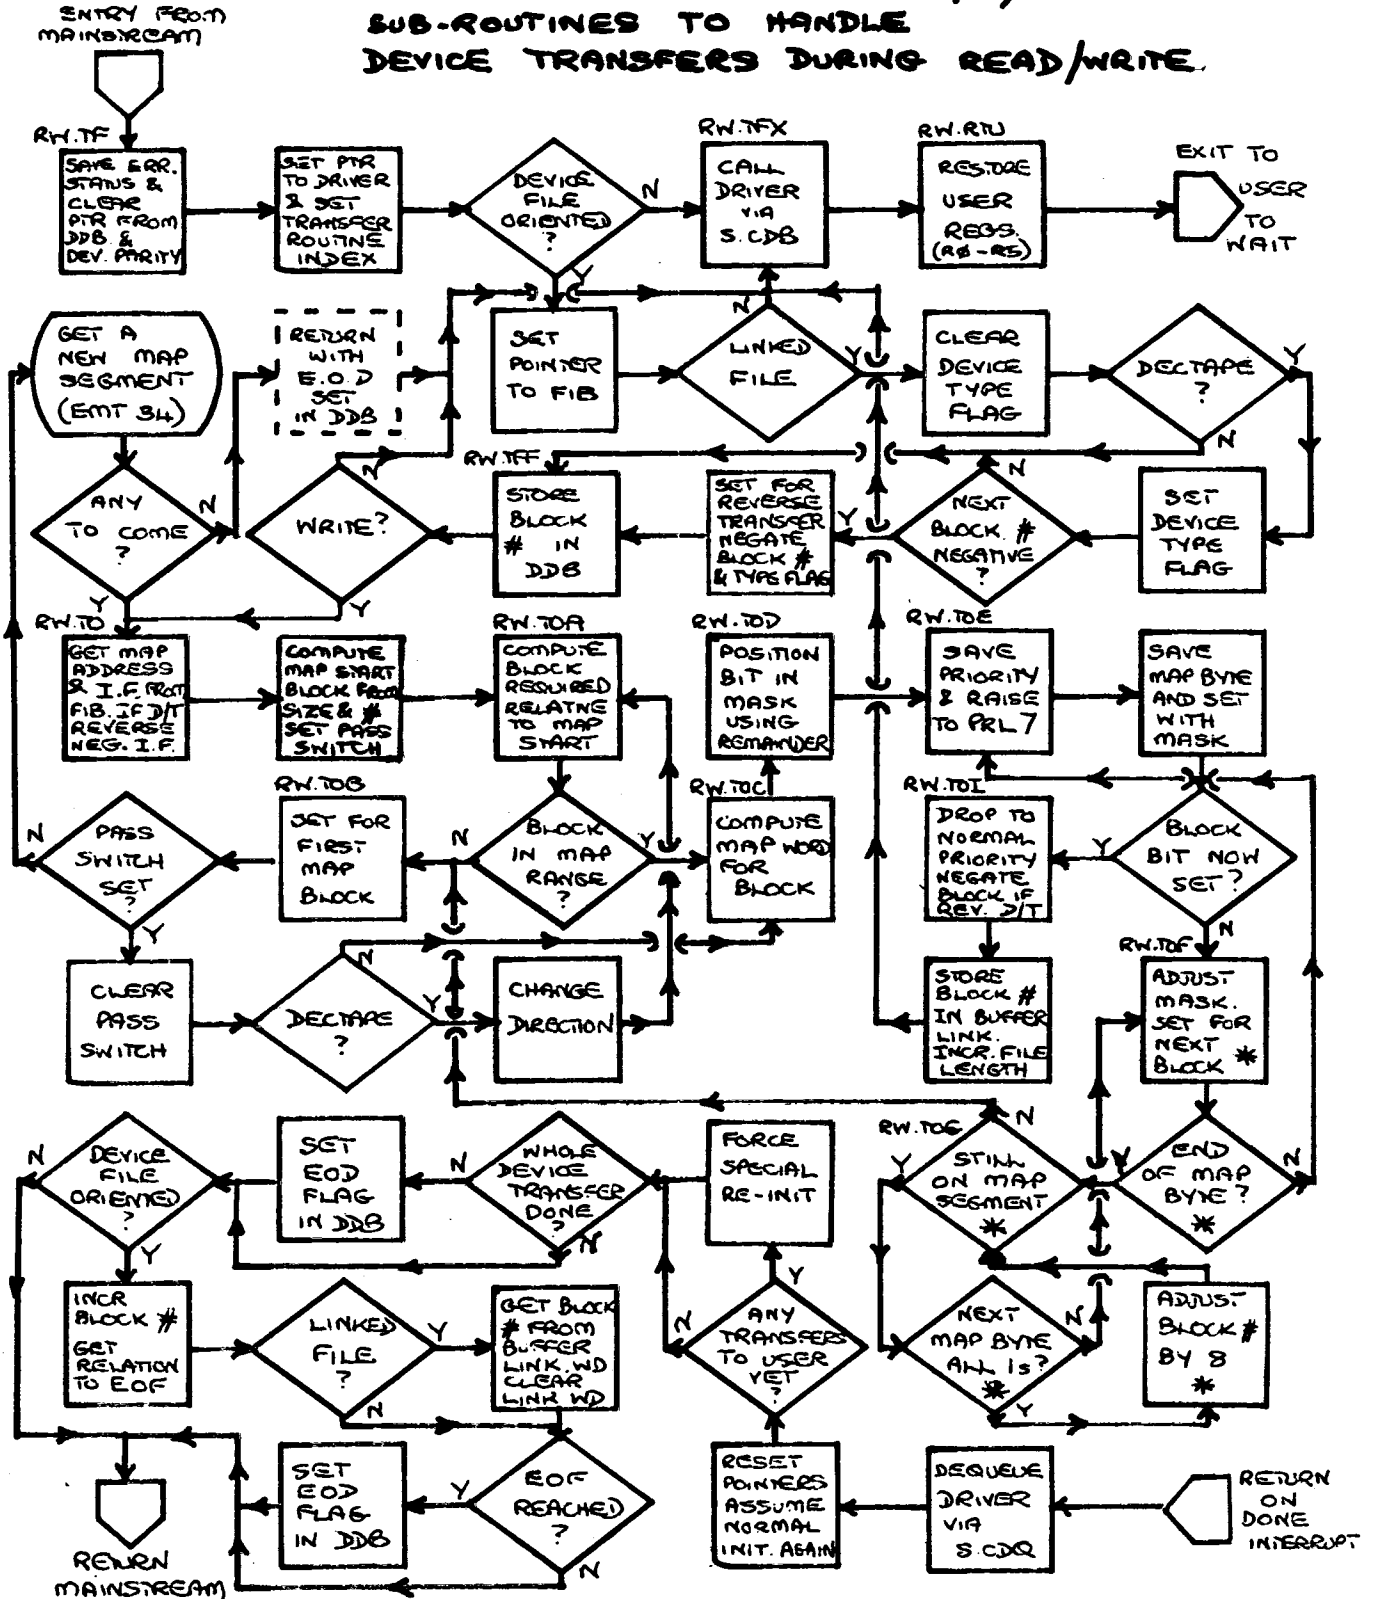 SUB-ROUTINES TO HANDLE
DEVICE TRANSFERS DURING READ/WRITE.
ENTRY FROM
MAINSTREAM
RW.TF
SAVE ERR.
STATUS &
CLEAR
PTR FROM
DDB. &
DEV. PARITY
SET PTR
TO DRIVER
& SET
TRANSFER
ROUTINE
INDEX
DEVICE
FILE
ORIENTED
?
N
Y
RW.TFX
CALL
DRIVER
VIA
S.CDB
RW.RTU
RESTORE
USER
REGS.
(RØ-R5)
EXIT TO
USER
TO
WAIT
GET A
NEW MAP
SEGMENT
(EMT 34)
RETURN
WITH
E.O.D
SET
IN DDB
SET
POINTER
TO FIB
LINKED
FILE
N
Y
CLEAR
DEVICE
TYPE
FLAG
DECTAPE
?
Y
N
ANY
TO COME
?
N
Y
WRITE?
N
Y
RW.TFF
STORE
BLOCK
# IN
DDB
SET FOR
REVERSE
TRANSFER
NEGATE
BLOCK #
& TYPE FLAG
NEXT
BLOCK #
NEGATIVE
?
N
Y
SET
DEVICE
TYPE
FLAG
RW.TO
GET MAP
ADDRESS
& I.F. FROM
FIB. IF D/T
REVERSE
NEG. I.F.
COMPUTE
MAP START
BLOCK FROM
SIZE & #
SET PASS
SWITCH
RW.TOA
COMPUTE
BLOCK
REQUIRED
RELATIVE
TO MAP
START
RW.TOD
POSITION
BIT IN
MASK
USING
REMAINDER
RW.TOE
SAVE
PRIORITY
& RAISE
TO PRL 7
SAVE
MAP BYTE
AND SET
WITH
MASK
PASS
SWITCH
SET
?
N
Y
RW.TOB
SET FOR
FIRST
MAP
BLOCK
BLOCK
IN MAP
RANGE
?
N
Y
RW.TOC
COMPUTE
MAP WORD
FOR
BLOCK
RW.TOI
DROP TO
NORMAL
PRIORITY
NEGATE
BLOCK IF
REV. D/T
BLOCK
BIT NOW
SET?
Y
N
CLEAR
PASS
SWITCH
DECTAPE
?
N
Y
CHANGE
DIRECTION
STORE
BLOCK #
IN BUFFER
LINK.
INCR. FILE
LENGTH
RW.TOF
ADJUST
MASK.
SET FOR
NEXT
BLOCK *
DEVICE
FILE
ORIENTED
?
N
Y
SET
EOD
FLAG
IN DDB
WHOLE
DEVICE
TRANSFER
DONE
?
N
N
FORCE
SPECIAL
RE-INIT
RW.TOG
STILL
ON MAP
SEGMENT
*
N
Y
END
OF MAP
BYTE?
*
Y
N
INCR
BLOCK #
GET
RELATION
TO EOF
LINKED
FILE
?
Y
N
GET BLOCK
# FROM
BUFFER
LINK. WD
CLEAR
LINK WD
ANY
TRANSFERS
TO USER
YET
?
Y
N
NEXT
MAP BYTE
ALL 1s?
*
N
Y
ADJUST
BLOCK #
BY 8
*
SET
EOD
FLAG
IN DDB
EOF
REACHED
?
Y
N
RESET
POINTERS
ASSUME
NORMAL
INIT. AGAIN
DEQUEUE
DRIVER
VIA
S.CDQ
RETURN
ON
DONE
INTERRUPT
RETURN
MAINSTREAM